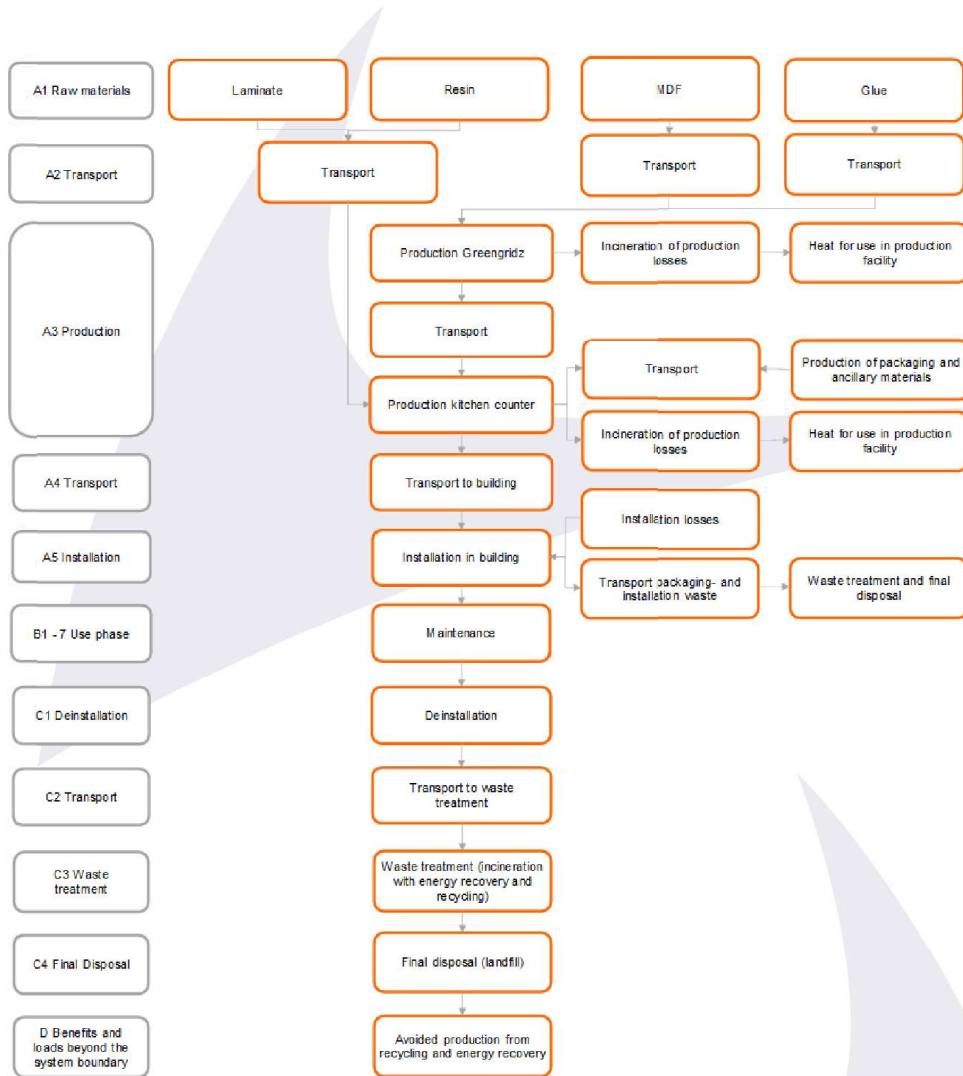 A1 Raw materials
Laminate
Resin
MDF
Glue
A2 Transport
Transport
Transport
Transport
A3 Production
Production Greengridz
Incineration of production
losses
Heat for use in production
facility
Transport
Transport
Production of packaging and
ancillary materials
Production kitchen counter
Incineration of production
losses
Heat for use in production
facility
A4 Transport
Transport to building
Installation losses
A5 Installation
Installation in building
Transport packaging- and
installation waste
Waste treatment and final
disposal
B1 - 7 Use phase
Maintenance
C1 Deinstallation
Deinstallation
C2 Transport
Transport to waste
treatment
C3 Waste
treatment
Waste treatment (incineration
with energy recovery and
recycling)
C4 Final Disposal
Final disposal (landfill)
D Benefits and
loads beyond the
system boundary
Avoided production from
recycling and energy recovery